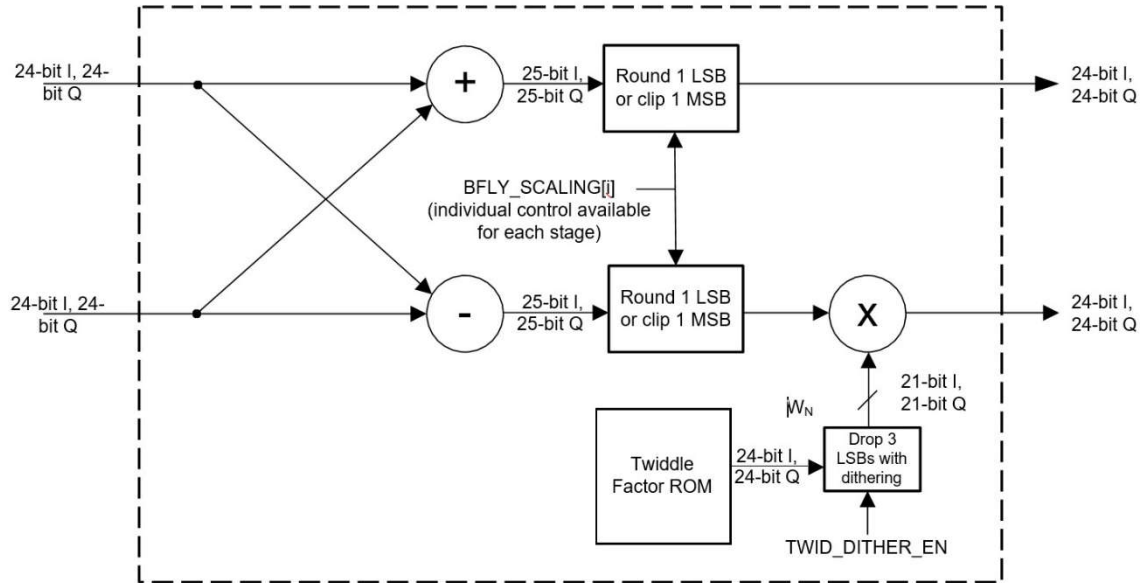 24-bit I, 24-
bit Q
+
25-bit I,
25-bit Q
Round 1 LSB
or clip 1 MSB
24-bit I,
24-bit Q
BFLY_SCALING[i]
(individual control available
for each stage)
24-bit I, 24-
bit Q
-
25-bit I,
25-bit Q
Round 1 LSB
or clip 1 MSB
X
24-bit I,
24-bit Q
21-bit I,
21-bit Q
jWN
Twiddle
Factor ROM
24-bit I,
24-bit Q
Drop 3
LSBs with
dithering
TWID_DITHER_EN